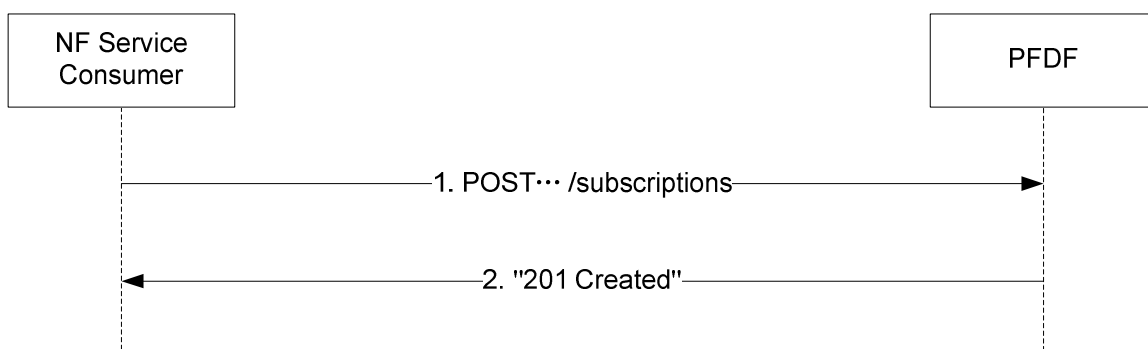 NF Service
Consumer
PFDF
1. POST⋯ /subscriptions
2. "201 Created"